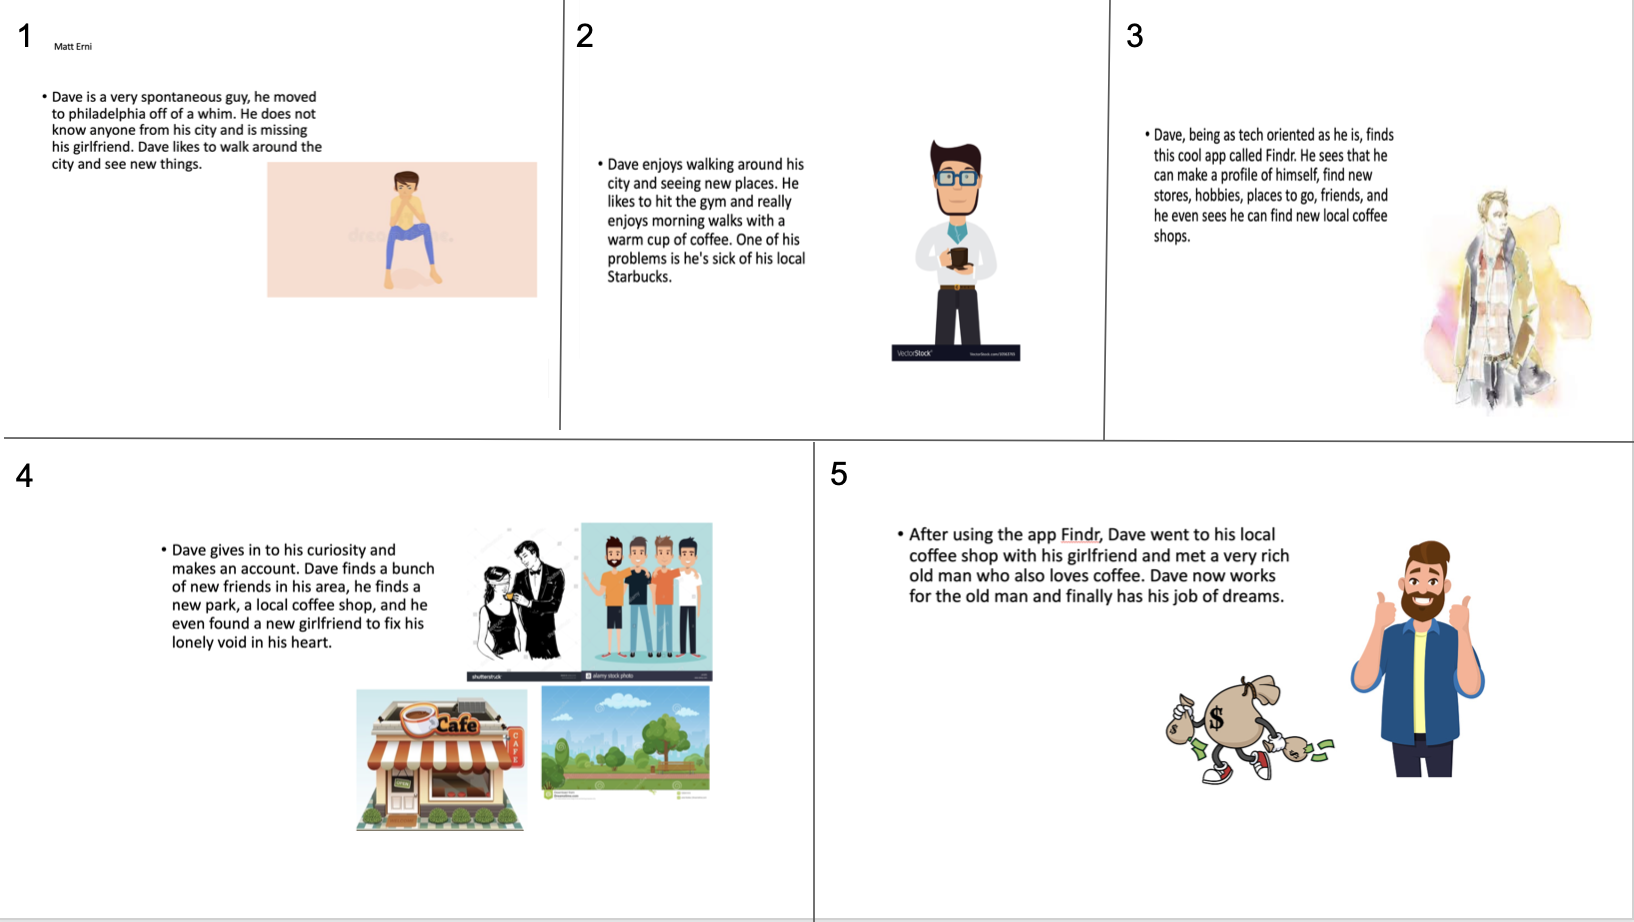 1
Matt Erni
• Dave is a very spontaneous guy, he moved
to philadelphia off of a whim. He does not
know anyone from his city and is missing
his girlfriend. Dave likes to walk around the
city and see new things.
2
• Dave enjoys walking around his
city and seeing new places. He
likes to hit the gym and really
enjoys morning walks with a
warm cup of coffee. One of his
problems is he's sick of his local
Starbucks.
VectorStock
3
• Dave, being as tech oriented as he is, finds
this cool app called Findr. He sees that he
can make a profile of himself, find new
stores, hobbies, places to go, friends, and
he even sees he can find new local coffee
shops.
4
• Dave gives in to his curiosity and
makes an account. Dave finds a bunch
of new friends in his area, he finds a
new park, a local coffee shop, and he
even found a new girlfriend to fix his
lonely void in his heart.
shutterstock
alamy stock photo
Cafe
CAFE
OPEN
5
• After using the app Findr, Dave went to his local
coffee shop with his girlfriend and met a very rich
old man who also loves coffee. Dave now works
for the old man and finally has his job of dreams.
$
$
$